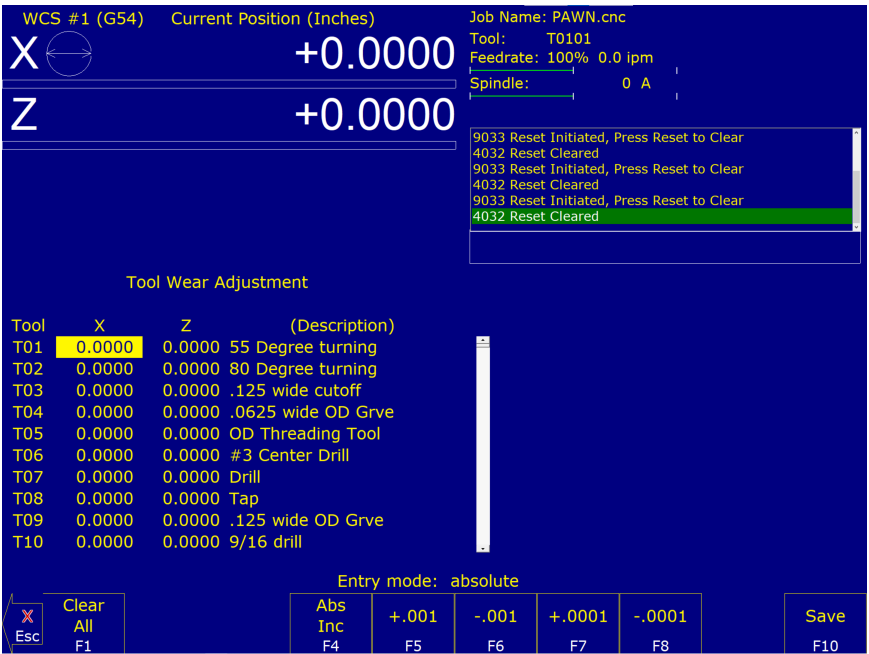 WCS #1 (G54) Current Position (Inches)
X +0.0000
Z +0.0000
Job Name: PAWN.cnc
Tool: T0101
Feedrate: 100% 0.0 ipm
Spindle: 0 A
9033 Reset Initiated, Press Reset to Clear
4032 Reset Cleared
9033 Reset Initiated, Press Reset to Clear
4032 Reset Cleared
9033 Reset Initiated, Press Reset to Clear
4032 Reset Cleared
Tool Wear Adjustment
Tool X Z (Description)
T01 0.0000 0.0000 55 Degree turning
T02 0.0000 0.0000 80 Degree turning
T03 0.0000 0.0000 .125 wide cutoff
T04 0.0000 0.0000 .0625 wide OD Grve
T05 0.0000 0.0000 OD Threading Tool
T06 0.0000 0.0000 #3 Center Drill
T07 0.0000 0.0000 Drill
T08 0.0000 0.0000 Tap
T09 0.0000 0.0000 .125 wide OD Grve
T10 0.0000 0.0000 9/16 drill
Entry mode: absolute
X
Esc
Clear
All
F1
Abs
Inc
F4
+.001
F5
-.001
F6
+.0001
F7
-.0001
F8
Save
F10